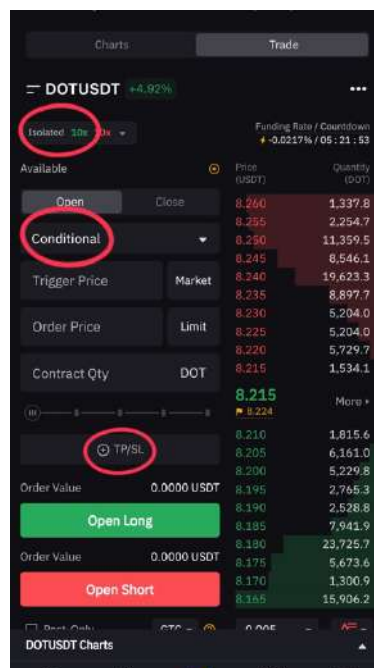 Charts
Trade
DOTUSDT +4.92%
Isolated 10x 10x
Funding Rate / Countdown
-0.0217% / 05 : 21 : 53
Available
Price
(USDT)
Quantity
(DOT)
Open
Close
Conditional
Trigger Price
Market
Order Price
Limit
Contract Qty
DOT
TP/SL
Order Value
0.0000 USDT
Open Long
Order Value
0.0000 USDT
Open Short
8.260 1,337.8
8.255 2,254.7
8.250 11,359.5
8.245 8,546.1
8.240 19,623.3
8.235 8,897.7
8.230 5,204.0
8.225 5,204.0
8.220 5,729.7
8.215 1,534.1
8.215
8.224
More
8.210 1,815.6
8.205 6,161.0
8.200 5,229.8
8.195 2,765.3
8.190 2,528.8
8.185 7,941.9
8.180 23,725.7
8.175 5,673.6
8.170 1,300.9
8.165 15,906.2
Post-Only
GTC
0.005
DOTUSDT Charts